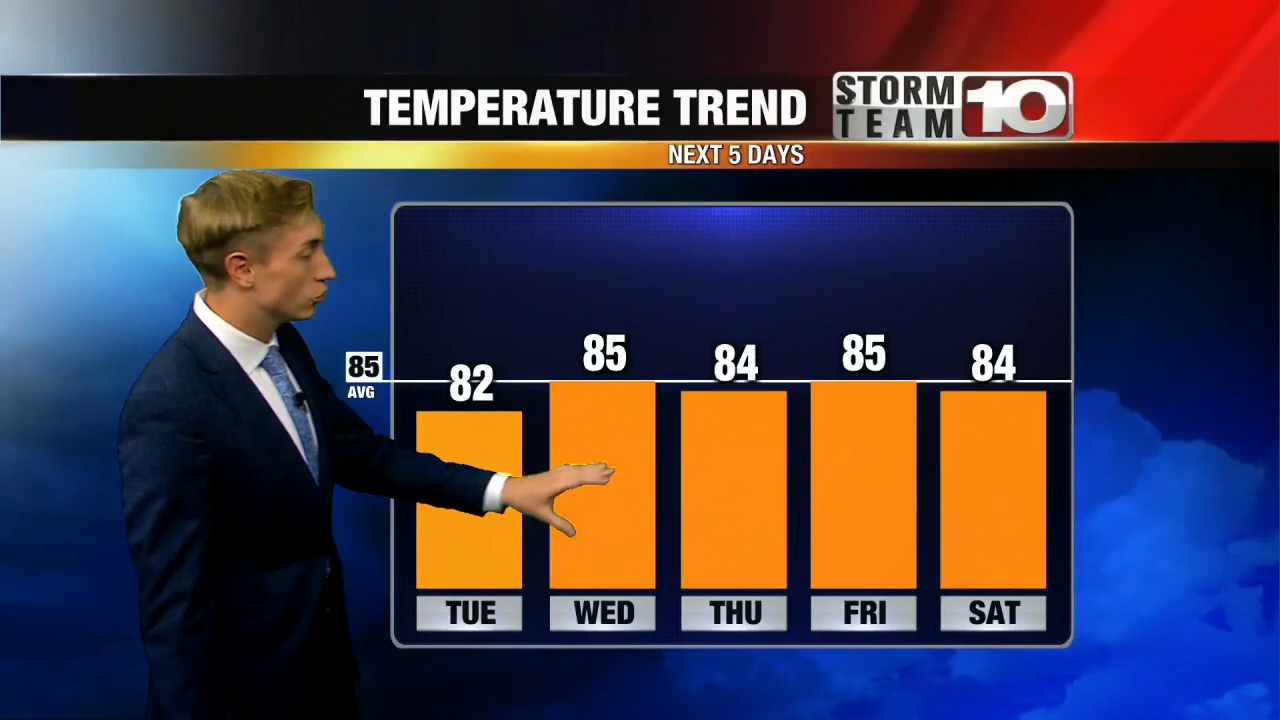 TEMPERATURE TREND
STORM TEAM 10
NEXT 5 DAYS
85 AVG
82 85 84 85 84
TUE WED THU FRI SAT